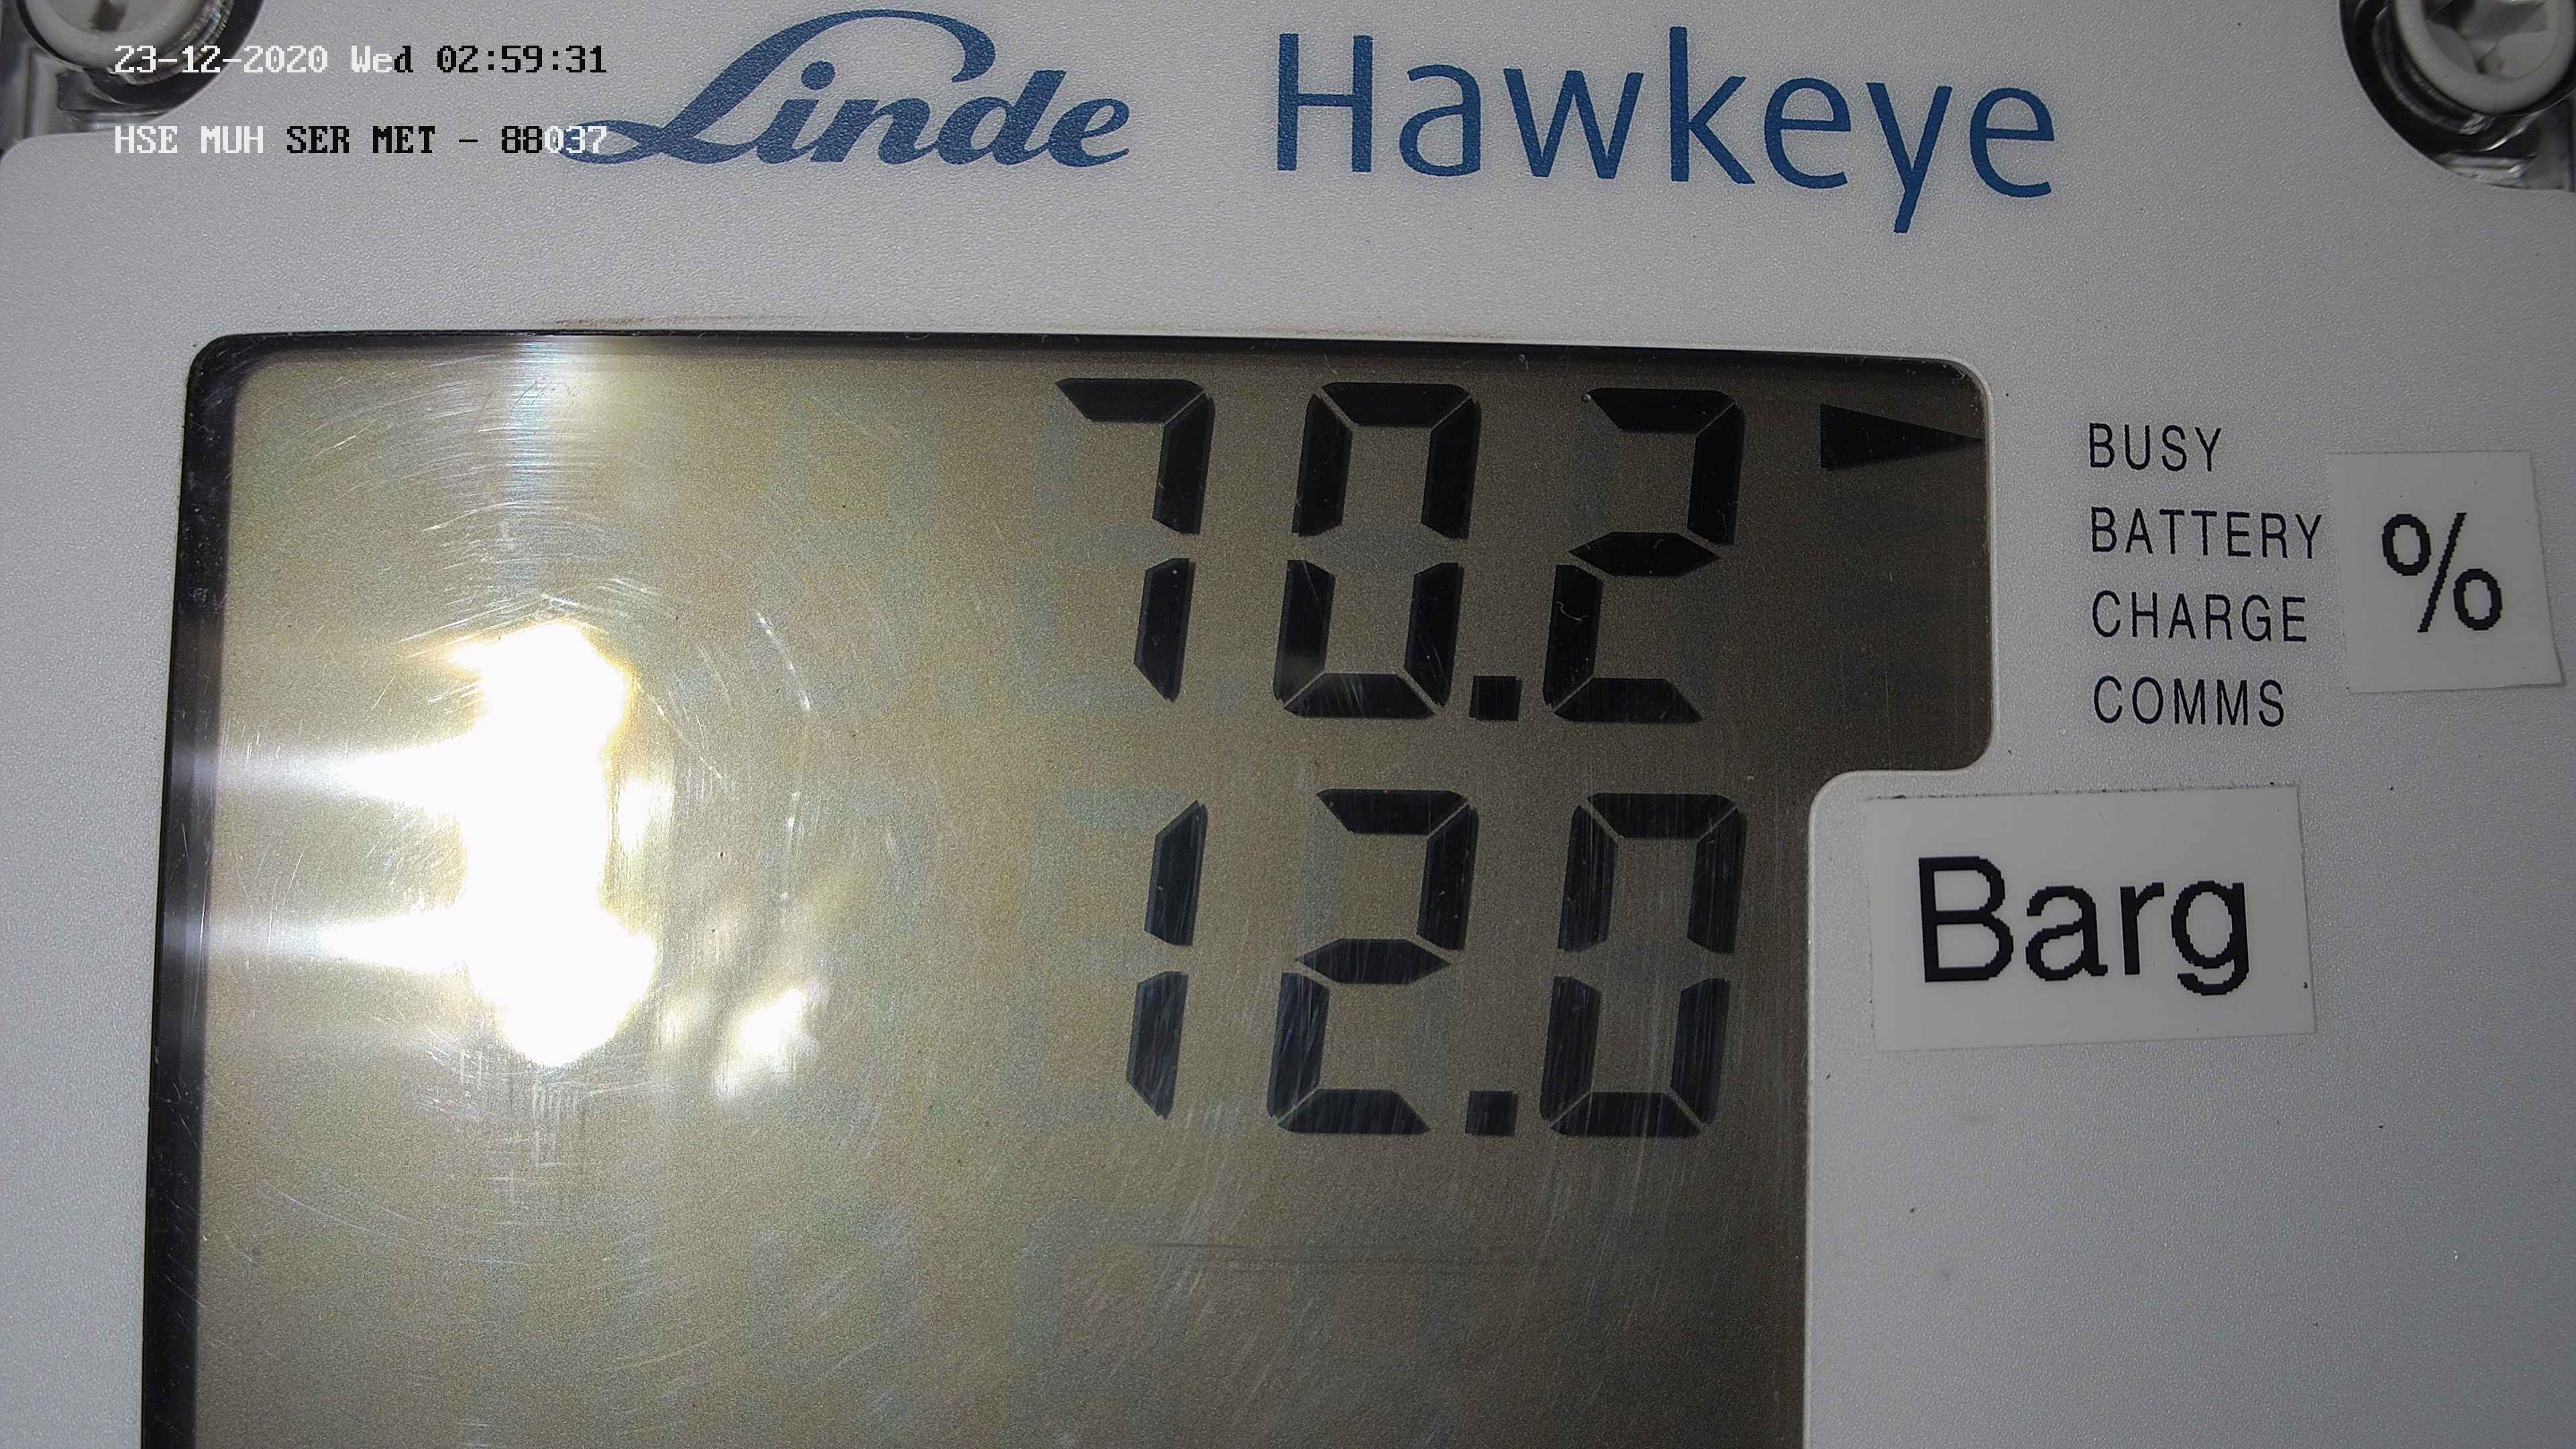 23-12-2020 Wed 02:59:31
HSE MUH SER MET - 88037
Linde Hawkeye
70.2
BUSY
BATTERY
CHARGE
COMMS
%
12.0
Barg